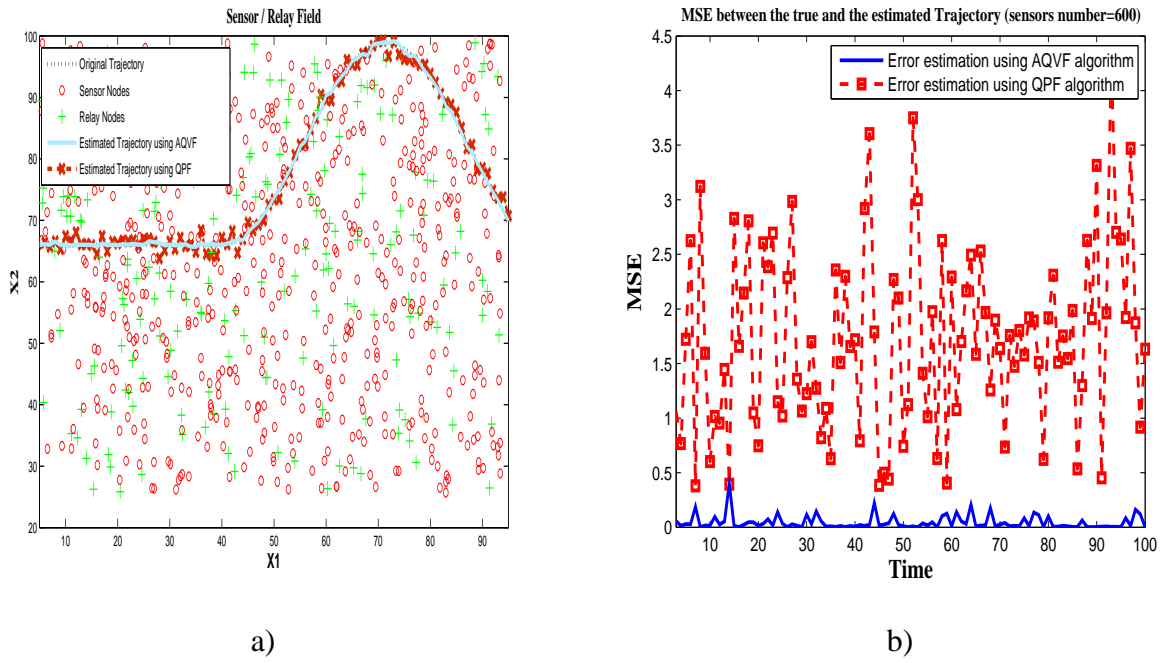 Sensor / Relay Field
100
90
80
70
60
50
40
30
20
X2
10
20
30
40
50
60
70
80
90
X1
Original Trajectory
Sensor Nodes
Relay Nodes
Estimated Trajectory using AQVF
Estimated Trajectory using QPF
a)
MSE between the true and the estimated Trajectory (sensors number=600)
4.5
4
3.5
3
2.5
2
1.5
1
0.5
0
MSE
10
20
30
40
50
60
70
80
90
100
Time
Error estimation using AQVF algorithm
Error estimation using QPF algorithm
b)